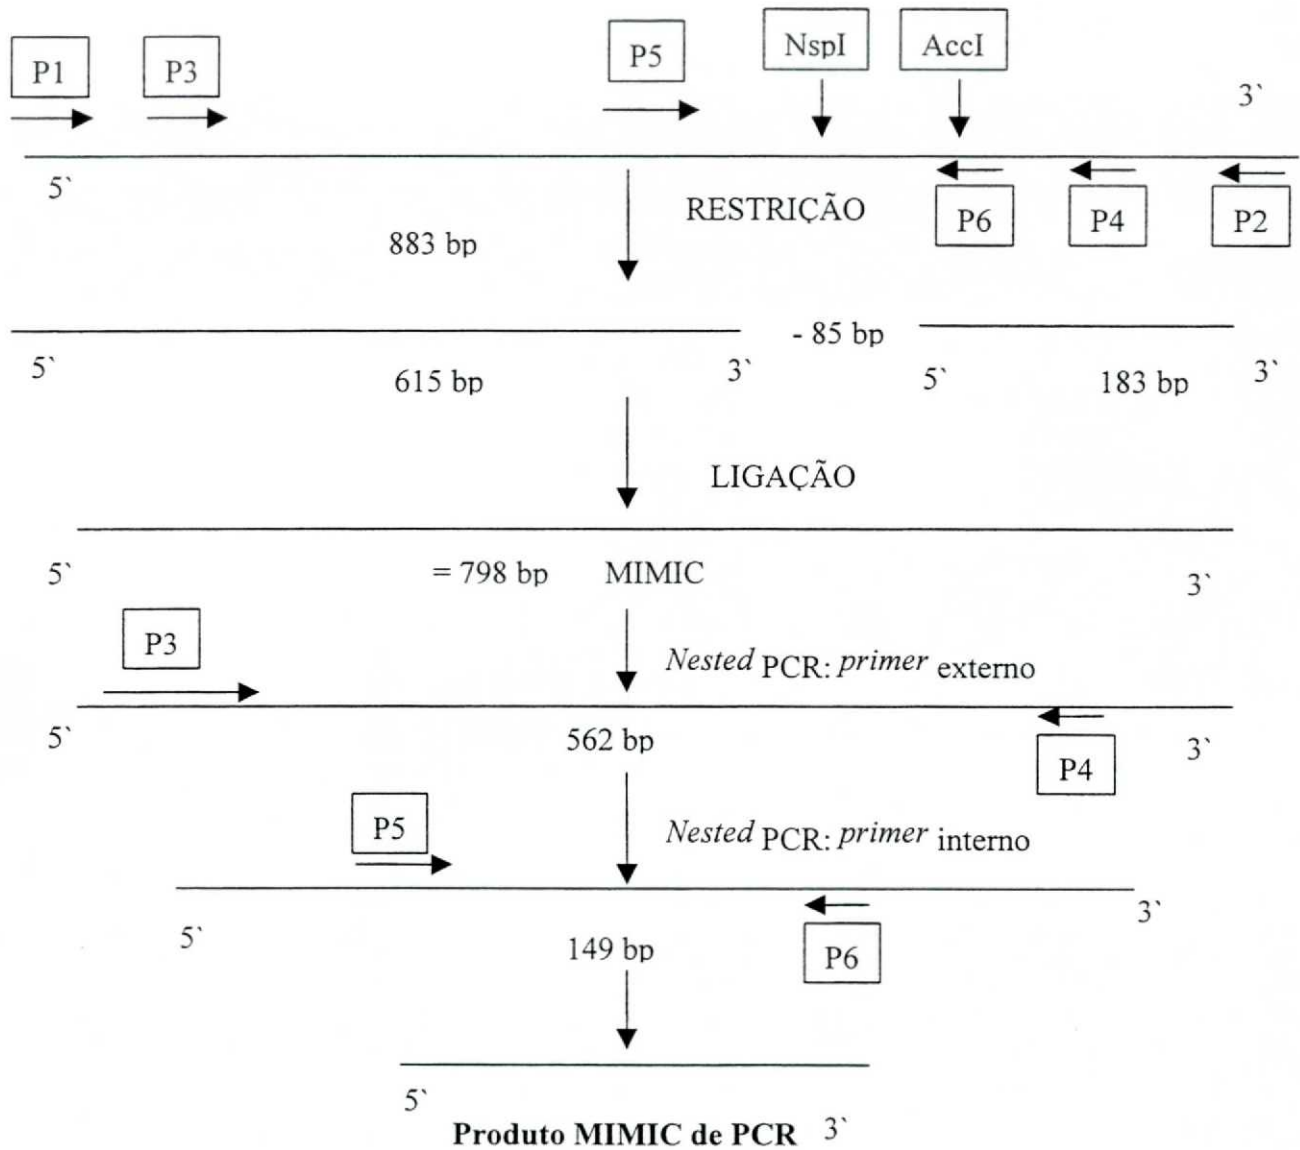 P1 P3 P5 NspI AccI
3`
5`
RESTRIÇÃO P6 P4 P2
883 bp
- 85 bp
5` 615 bp 3` 5` 183 bp 3`
LIGAÇÃO
5` = 798 bp MIMIC 3`
P3
Nested PCR: primer externo
5` 562 bp 3`
P4
P5
Nested PCR: primer interno
5` 149 bp P6 3`
5`
Produto MIMIC de PCR 3`